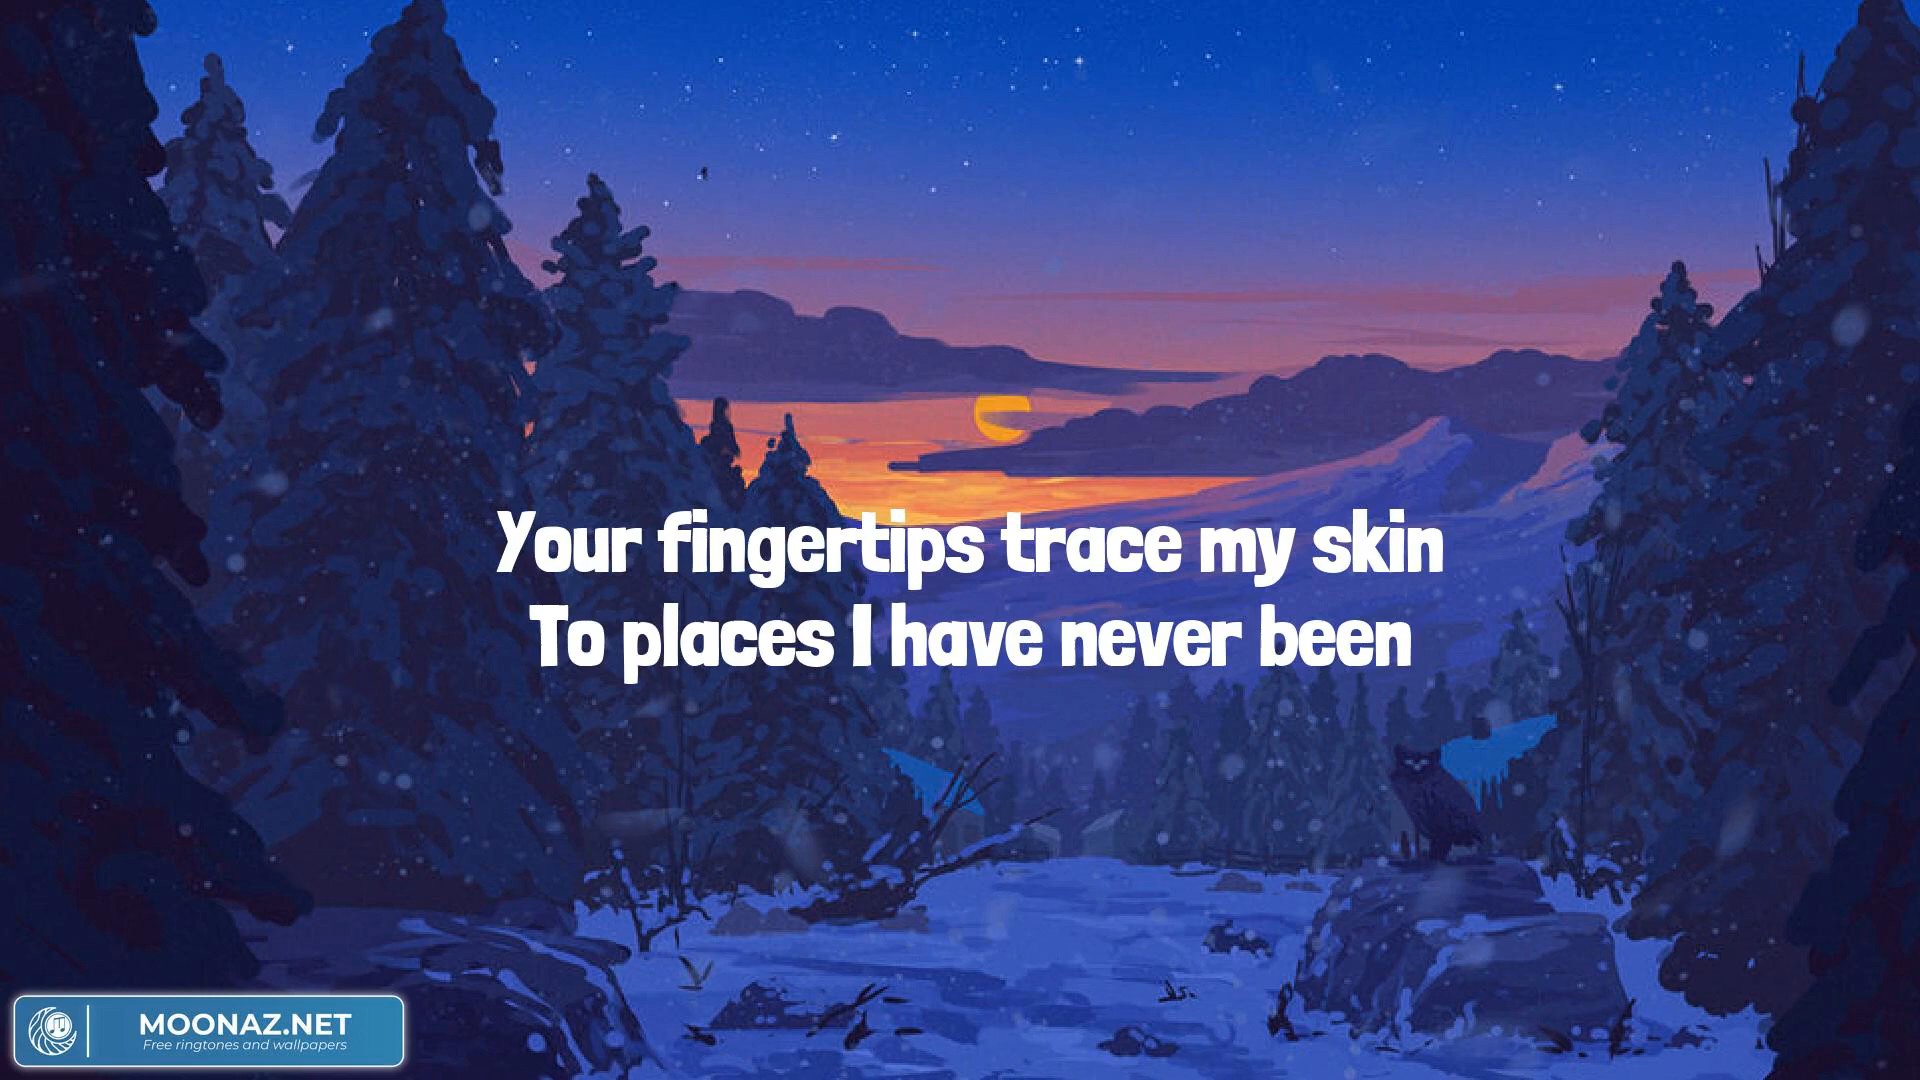 Your fingertips trace my skin
To places I have never been
MOONAZ.NET
Free ringtones and wallpapers